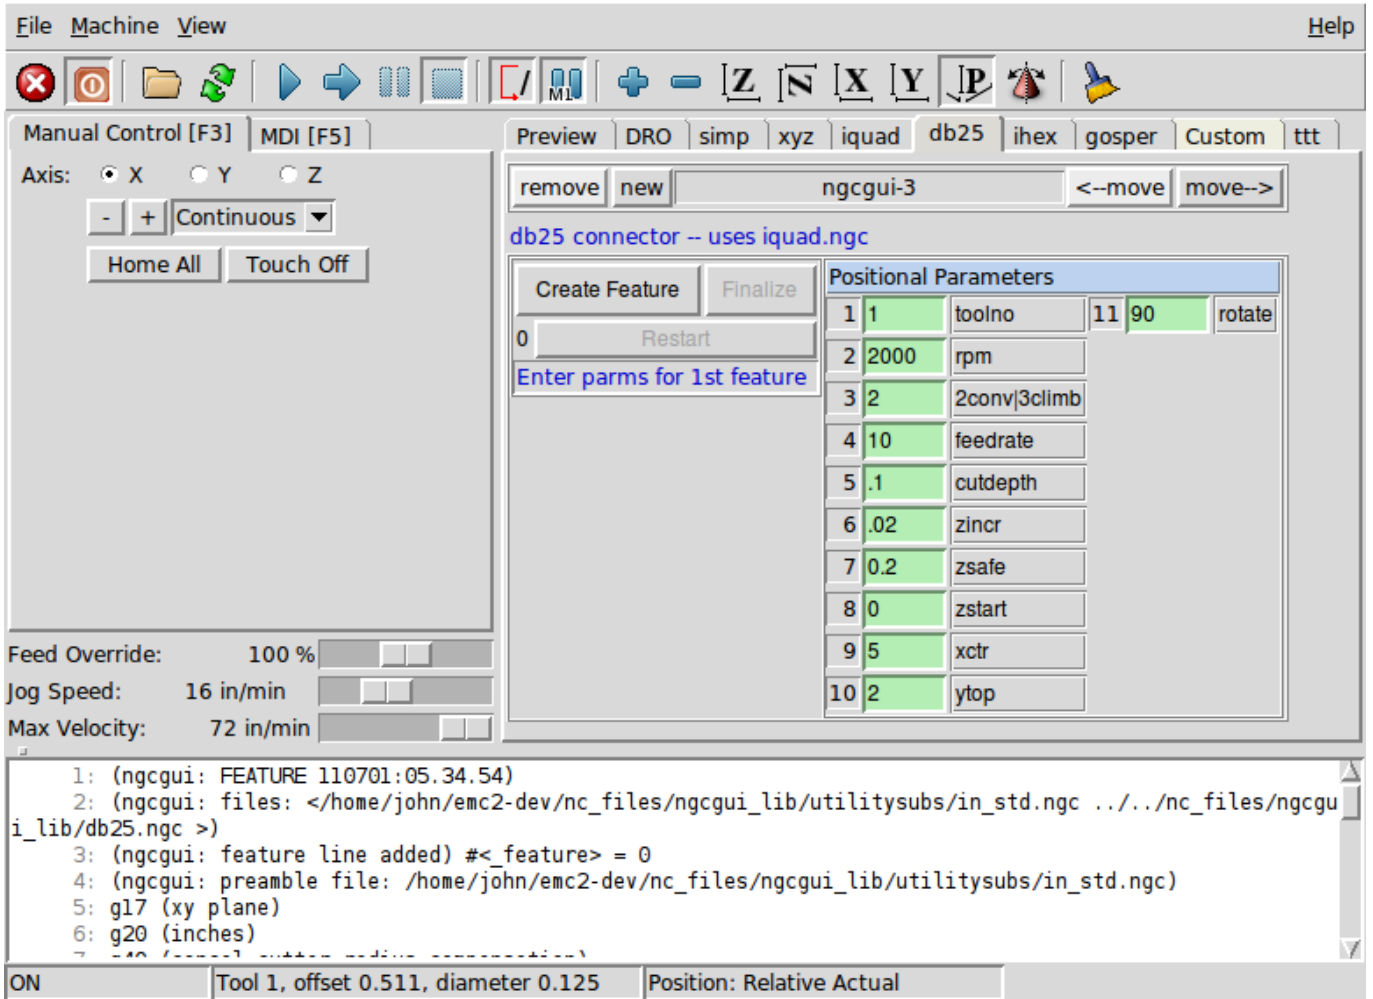 File Machine View Help
Z N X Y P
M1
Manual Control [F3] MDI [F5]
Preview DRO simp xyz iquad db25 ihex gosper Custom ttt
Axis: X Y Z
- + Continuous
Home All Touch Off
remove new ngcgui-3 <--move move-->
db25 connector -- uses iquad.ngc
Create Feature Finalize
0 Restart
Enter parms for 1st feature
Positional Parameters
1 1 toolno 11 90 rotate
2 2000 rpm
3 2 2conv|3climb
4 10 feedrate
5 .1 cutdepth
6 .02 zincr
7 0.2 zsafe
8 0 zstart
9 5 xctr
10 2 ytop
Feed Override: 100 %
Jog Speed: 16 in/min
Max Velocity: 72 in/min
1: (ngcgui: FEATURE 110701:05.34.54)
2: (ngcgui: files: </home/john/emc2-dev/nc_files/ngcgui_lib/utilitysubs/in_std.ngc ../../nc_files/ngcgu
i_lib/db25.ngc >)
3: (ngcgui: feature line added) #<_feature> = 0
4: (ngcgui: preamble file: /home/john/emc2-dev/nc_files/ngcgui_lib/utilitysubs/in_std.ngc)
5: g17 (xy plane)
6: g20 (inches)
ON Tool 1, offset 0.511, diameter 0.125 Position: Relative Actual